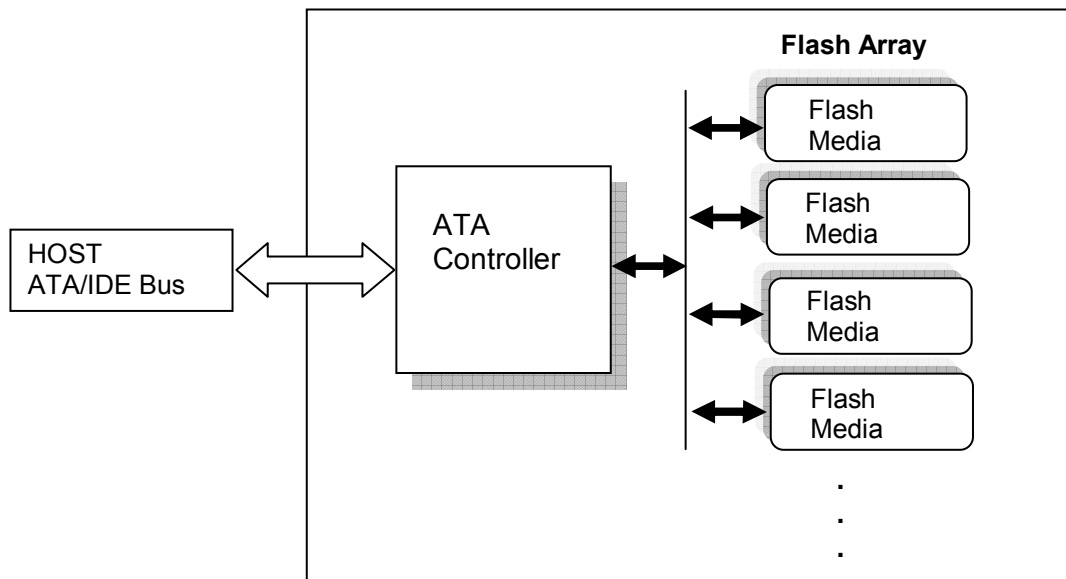 Flash Array
Flash
Media
Flash
Media
Flash
Media
Flash
Media
ATA
Controller
HOST
ATA/IDE Bus
.
.
.